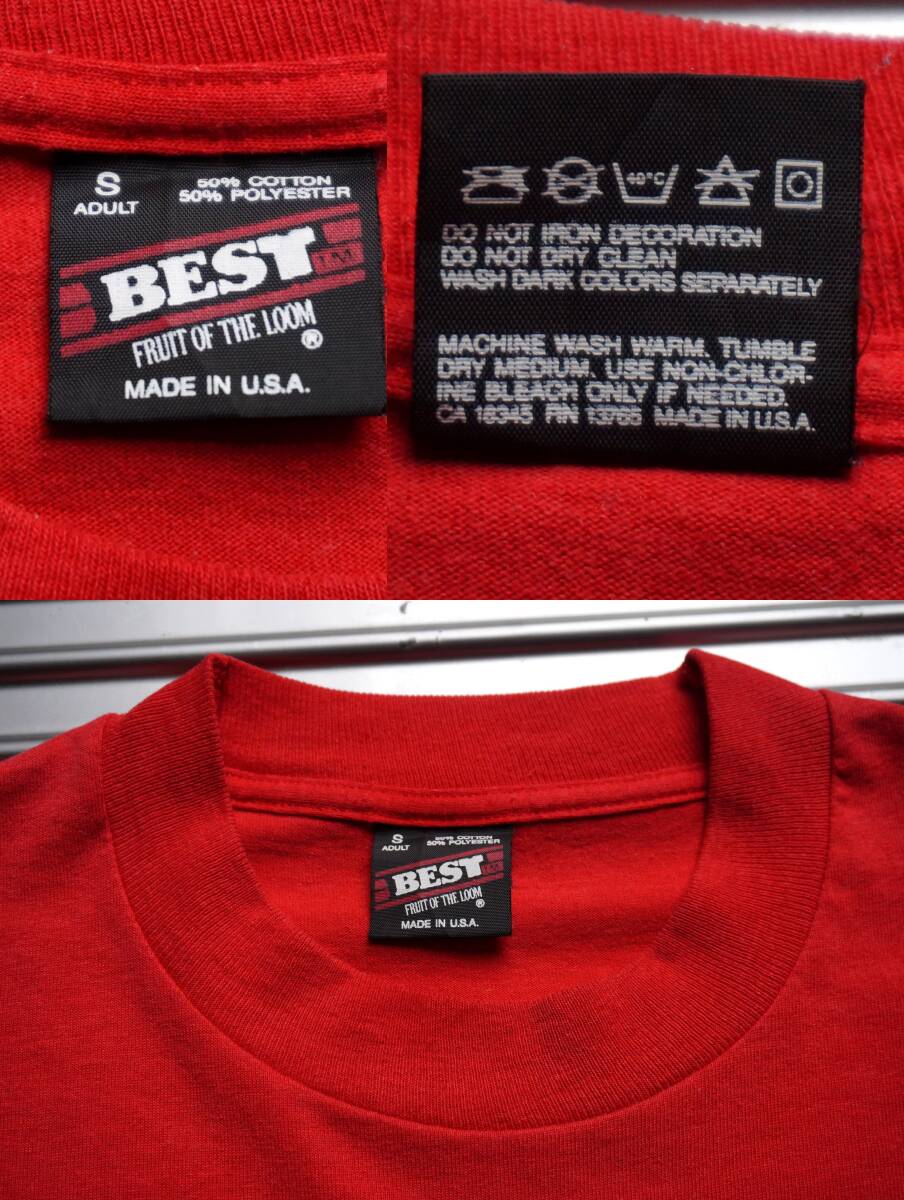 S
ADULT
50% COTTON
50% POLYESTER
BEST
FRUIT OF THE LOOM
®
MADE IN U.S.A.
40°C
DO NOT IRON DECORATION
DO NOT DRY CLEAN
WASH DARK COLORS SEPARATELY
MACHINE WASH WARM. TUMBLE
DRY MEDIUM. USE NON-CHLOR-
INE BLEACH ONLY IF NEEDED.
CA 16345 RN 13765 MADE IN U.S.A.
S
ADULT
50% COTTON
50% POLYESTER
BEST
FRUIT OF THE LOOM
®
MADE IN U.S.A.